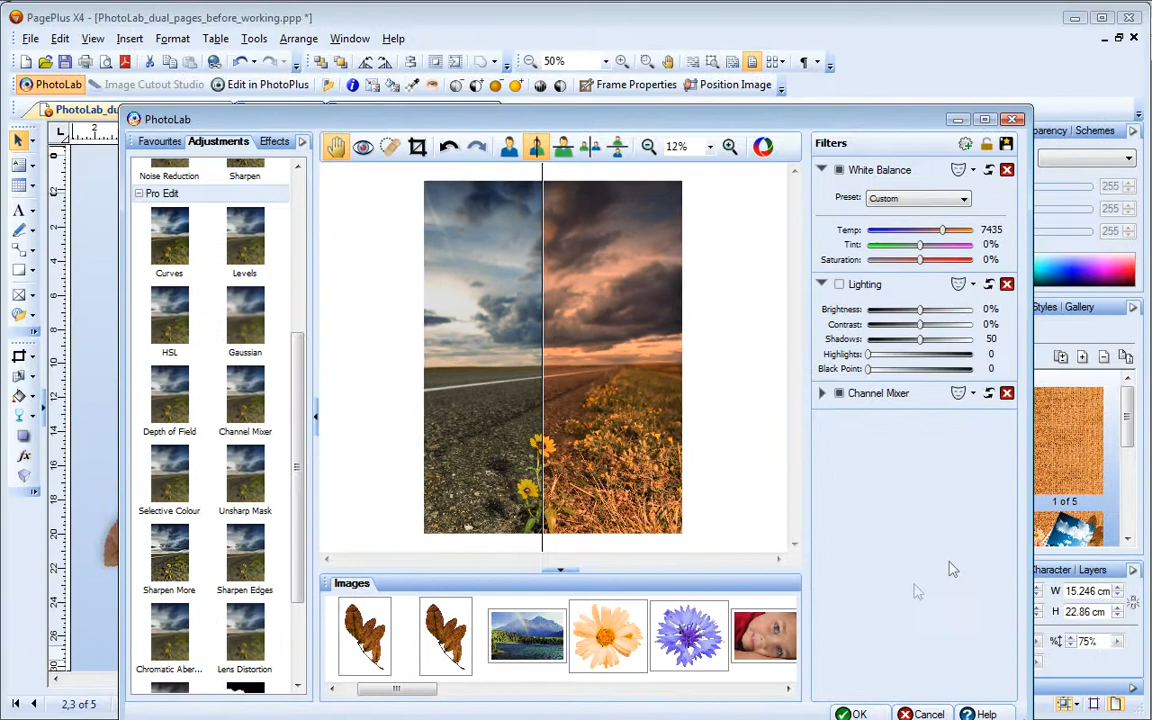 PagePlus X4 - [PhotoLab_dual_pages_before_working.ppp *]
File Edit View Insert Format Table Tools Arrange Window Help
50%
PhotoLab Image Cutout Studio Edit in PhotoPlus Frame Properties Position Image
PhotoLab_du
PhotoLab
L 2
parency Schemes
255
255
255
Styles Gallery
1 of 5
Character Layers
W 15.246 cm
H 22.86 cm
75%
Favourites Adjustments Effects
Noise Reduction Sharpen
Pro Edit
Curves Levels
HSL Gaussian
Depth of Field Channel Mixer
Selective Colour Unsharp Mask
Sharpen More Sharpen Edges
Chromatic Aber... Lens Distortion
12%
Images
Filters
White Balance
Preset: Custom
Temp: 7435
Tint: 0%
Saturation: 0%
Lighting
Brightness: 0%
Contrast: 0%
Shadows: 50
Highlights: 0
Black Point: 0
Channel Mixer
OK Cancel Help
2,3 of 5